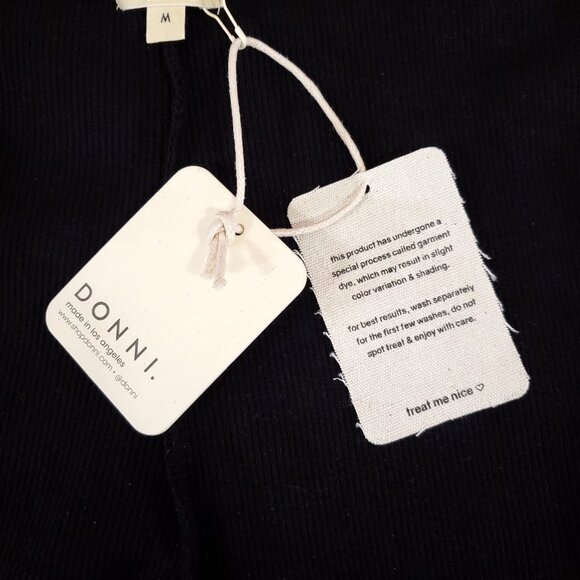 M
DONNI.
made in los angeles
www.shopdonni.com • @donni
this product has undergone a
special process called garment
dye, which may result in slight
color variation & shading.
for best results, wash separately
for the first few washes, do not
spot treat & enjoy with care.
treat me nice ♡